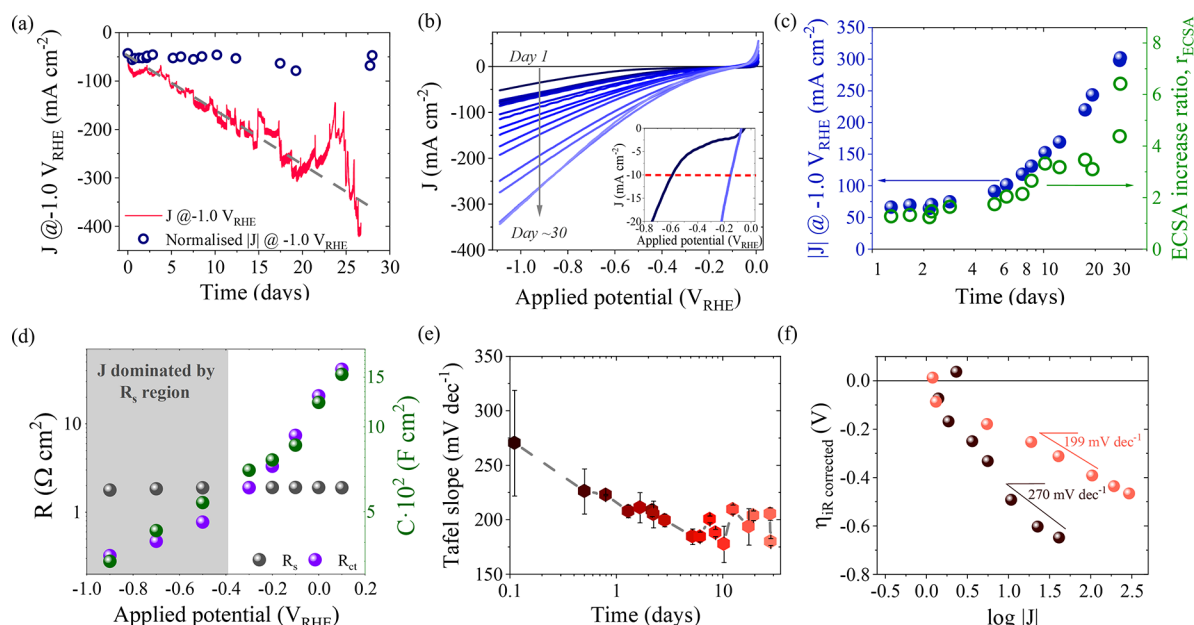 (a)
J @-1.0 V_RHE (mA cm⁻²)
0
-100
-200
-300
-400
J @-1.0 V_RHE
Normalised |J| @ -1.0 V_RHE
0 5 10 15 20 25 30
Time (days)
(b)
J (mA cm⁻²)
0
-100
-200
-300
-400
Day 1
Day ~30
J (mA cm⁻²)
0
-5
-10
-15
-20
-0.8 -0.6 -0.4 -0.2 0.0
Applied potential (V_RHE)
-1.0 -0.8 -0.6 -0.4 -0.2 0.0
Applied potential (V_RHE)
(c)
|J| @ -1.0 V_RHE (mA cm⁻²)
350
300
250
200
150
100
50
0
8
6
4
2
0
ECSA increase ratio, r_ECSA
1 2 4 6 8 10 20 30
Time (days)
(d)
J dominated by
R_s region
R (Ω cm²)
10
1
15
10
5
C·10² (F cm²)
R_s R_ct
-1.0 -0.8 -0.6 -0.4 -0.2 0.0 0.2
Applied potential (V_RHE)
(e)
Tafel slope (mV dec⁻¹)
350
300
250
200
150
0.1 1 10
Time (days)
(f)
η_iR corrected (V)
0.0
-0.2
-0.4
-0.6
-0.8
199 mV dec⁻¹
270 mV dec⁻¹
-0.5 0.0 0.5 1.0 1.5 2.0 2.5
log |J|